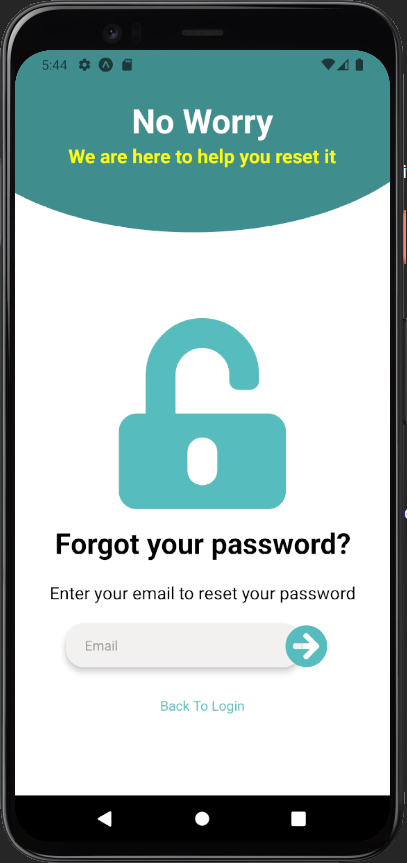 5:44
No Worry
We are here to help you reset it
Forgot your password?
Enter your email to reset your password
Email
Back To Login